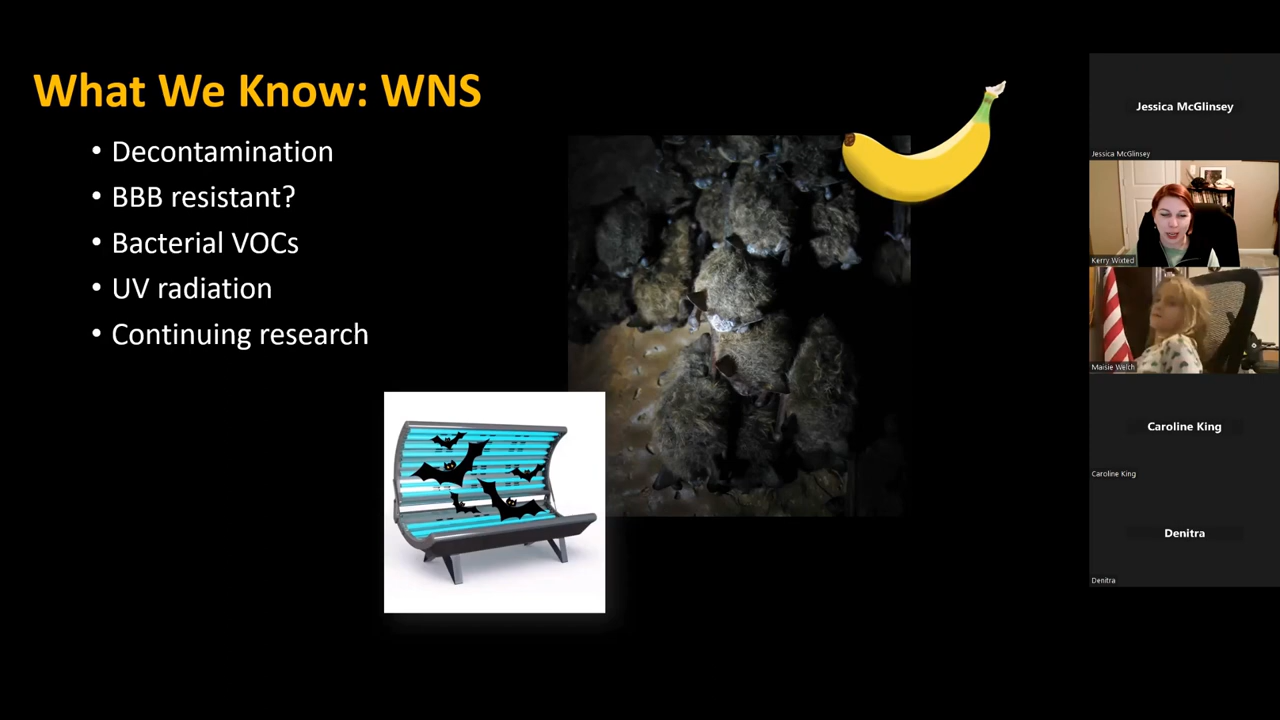 What We Know: WNS
• Decontamination
• BBB resistant?
• Bacterial VOCs
• UV radiation
• Continuing research
Jessica McGlinsey
Jessica McGlinsey
Kerry Wixted
Maisie Welch
Caroline King
Caroline King
Denitra
Denitra